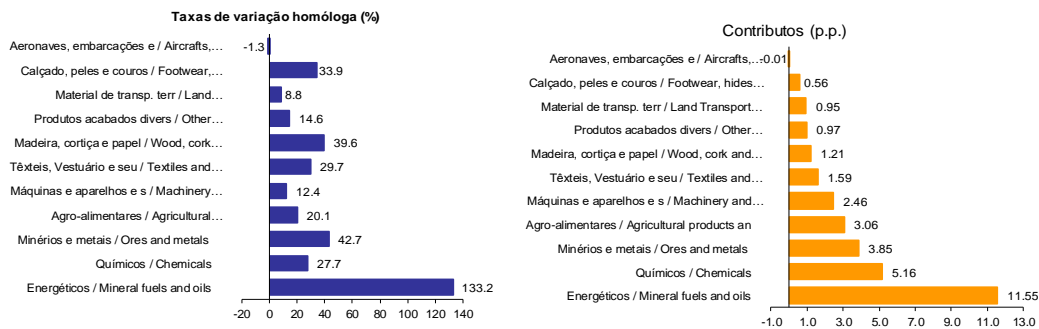 Taxas de variação homóloga (%)
Aeronaves, embarcações e / Aircrafts,… -1.3
Calçado, peles e couros / Footwear,… 33.9
Material de transp. terr / Land… 8.8
Produtos acabados divers / Other… 14.6
Madeira, cortiça e papel / Wood, cork… 39.6
Têxteis, Vestuário e seu / Textiles and… 29.7
Máquinas e aparelhos e s / Machinery… 12.4
Agro-alimentares / Agricultural… 20.1
Minérios e metais / Ores and metals 42.7
Químicos / Chemicals 27.7
Energéticos / Mineral fuels and oils 133.2
-20 0 20 40 60 80 100 120 140
Contributos (p.p.)
Aeronaves, embarcações e / Aircrafts,… -0.01
Calçado, peles e couros / Footwear, hides… 0.56
Material de transp. terr / Land Transport… 0.95
Produtos acabados divers / Other… 0.97
Madeira, cortiça e papel / Wood, cork and… 1.21
Têxteis, Vestuário e seu / Textiles and… 1.59
Máquinas e aparelhos e s / Machinery and… 2.46
Agro-alimentares / Agricultural products an 3.06
Minérios e metais / Ores and metals 3.85
Químicos / Chemicals 5.16
Energéticos / Mineral fuels and oils 11.55
-1.0 1.0 3.0 5.0 7.0 9.0 11.0 13.0